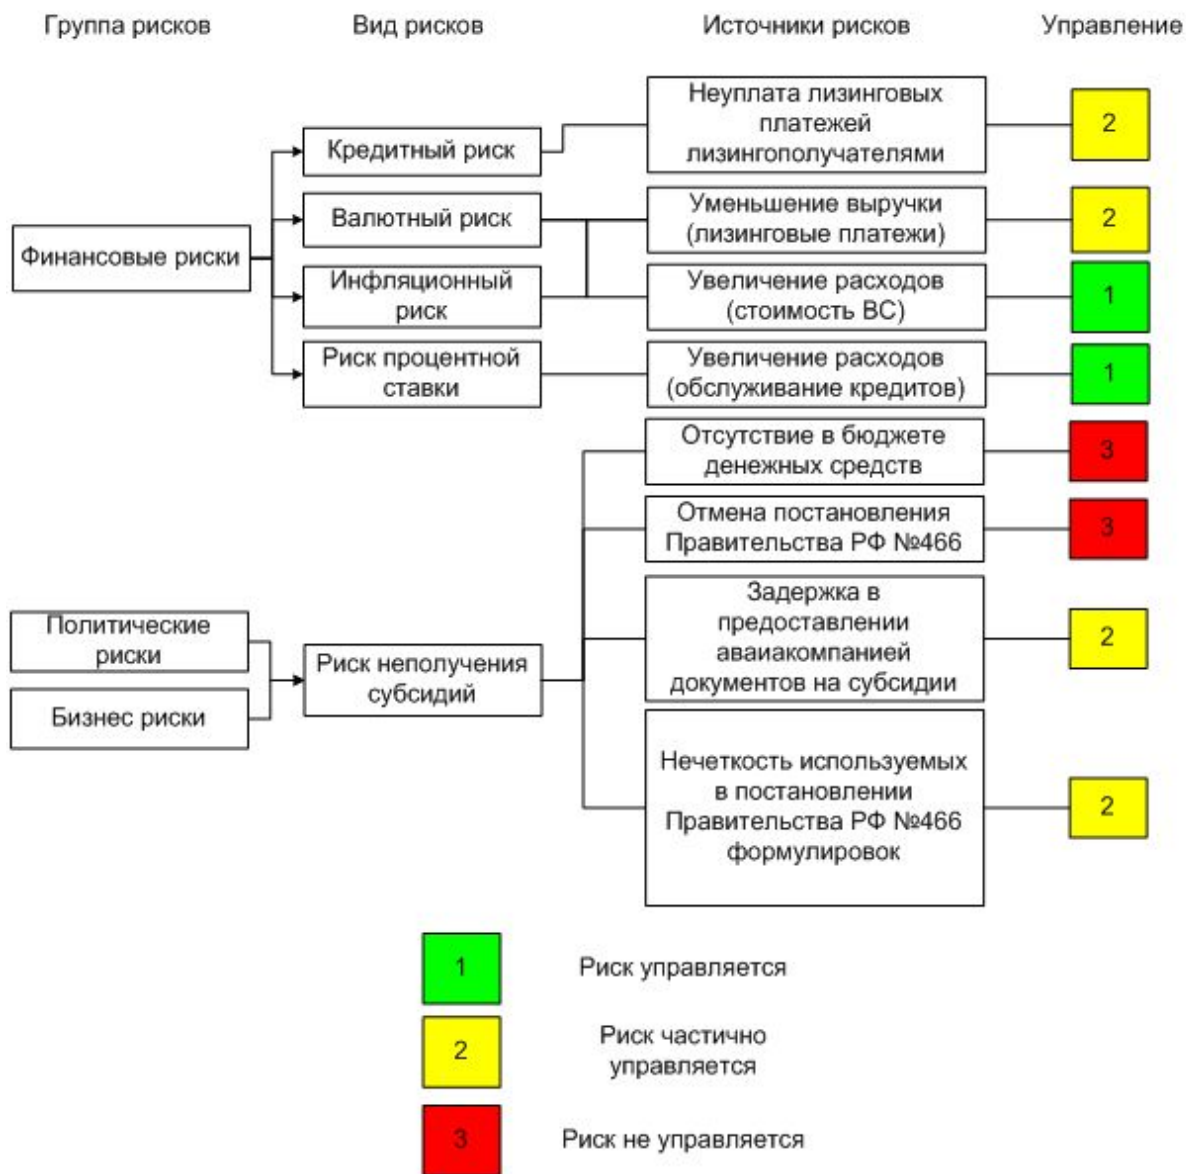 Группа рисков
Вид рисков
Источники рисков
Управление
Финансовые риски
Кредитный риск
Валютный риск
Инфляционный
риск
Риск процентной
ставки
Неуплата лизинговых
платежей
лизингополучателями
2
Уменьшение выручки
(лизинговые платежи)
2
Увеличение расходов
(стоимость ВС)
1
Увеличение расходов
(обслуживание кредитов)
1
Политические
риски
Бизнес риски
Риск неполучения
субсидий
Отсутствие в бюджете
денежных средств
3
Отмена постановления
Правительства РФ №466
3
Задержка в
предоставлении
аваиакомпанией
документов на субсидии
2
Нечеткость используемых
в постановлении
Правительства РФ №466
формулировок
2
1
Риск управляется
2
Риск частично
управляется
3
Риск не управляется